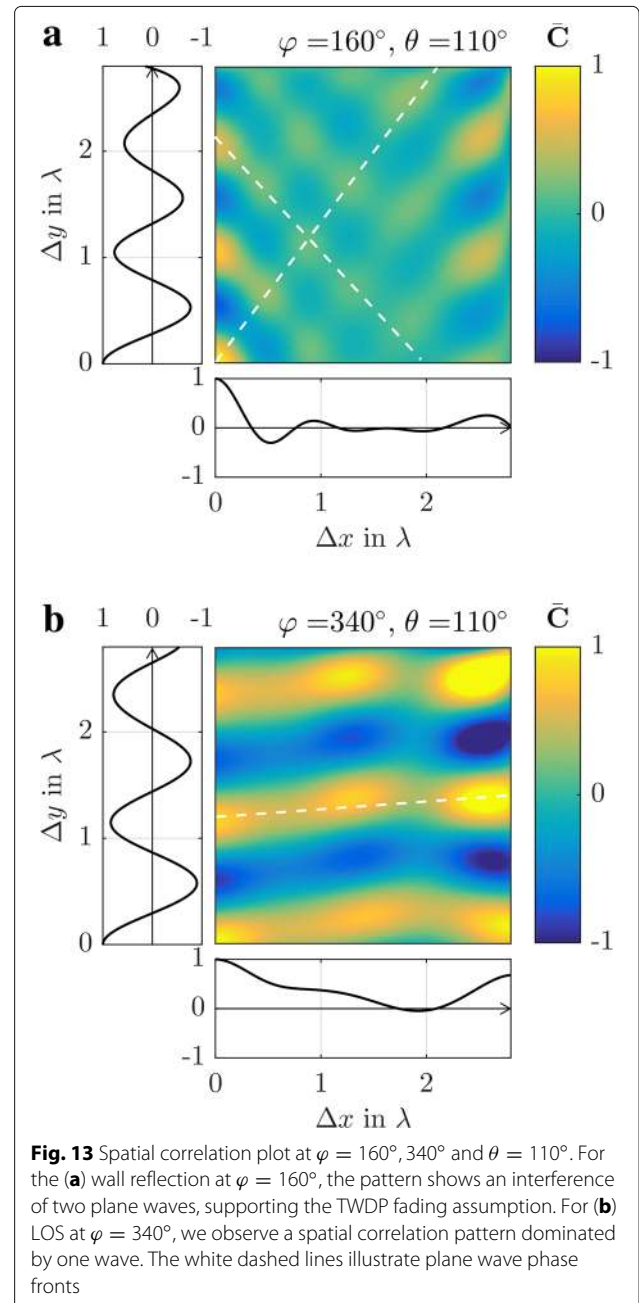 a
1 0 -1
φ =160°, θ =110°
C̄
2
1
0
Δy in λ
1
0
-1
1
0
-1
0 1 2
Δx in λ
b
1 0 -1
φ =340°, θ =110°
C̄
2
1
0
Δy in λ
1
0
-1
1
0
-1
0 1 2
Δx in λ
Fig. 13 Spatial correlation plot at φ = 160°, 340° and θ = 110°. For
the (a) wall reflection at φ = 160°, the pattern shows an interference
of two plane waves, supporting the TWDP fading assumption. For (b)
LOS at φ = 340°, we observe a spatial correlation pattern dominated
by one wave. The white dashed lines illustrate plane wave phase
fronts